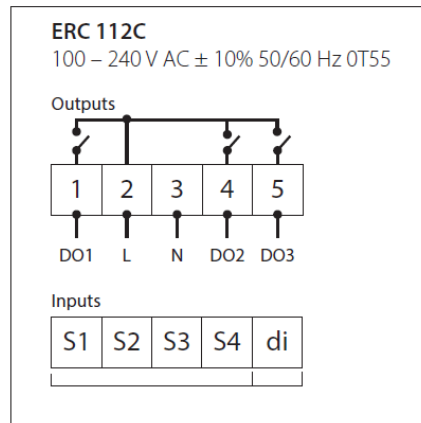 ERC 112C
100 – 240 V AC ± 10% 50/60 Hz 0T55
Outputs
1 2 3 4 5
DO1 L N DO2 DO3
Inputs
S1 S2 S3 S4 di